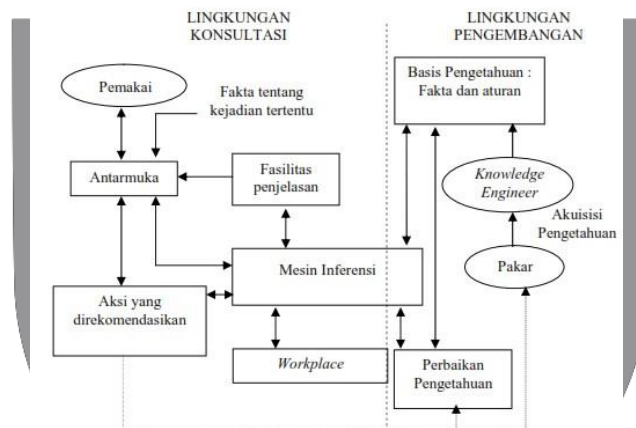 LINGKUNGAN
KONSULTASI
LINGKUNGAN
PENGEMBANGAN
Pemakai
Fakta tentang
kejadian tertentu
Basis Pengetahuan :
Fakta dan aturan
Antarmuka
Fasilitas
penjelasan
Knowledge
Engineer
Akuisisi
Pengetahuan
Mesin Inferensi
Pakar
Aksi yang
direkomendasikan
Workplace
Perbaikan
Pengetahuan